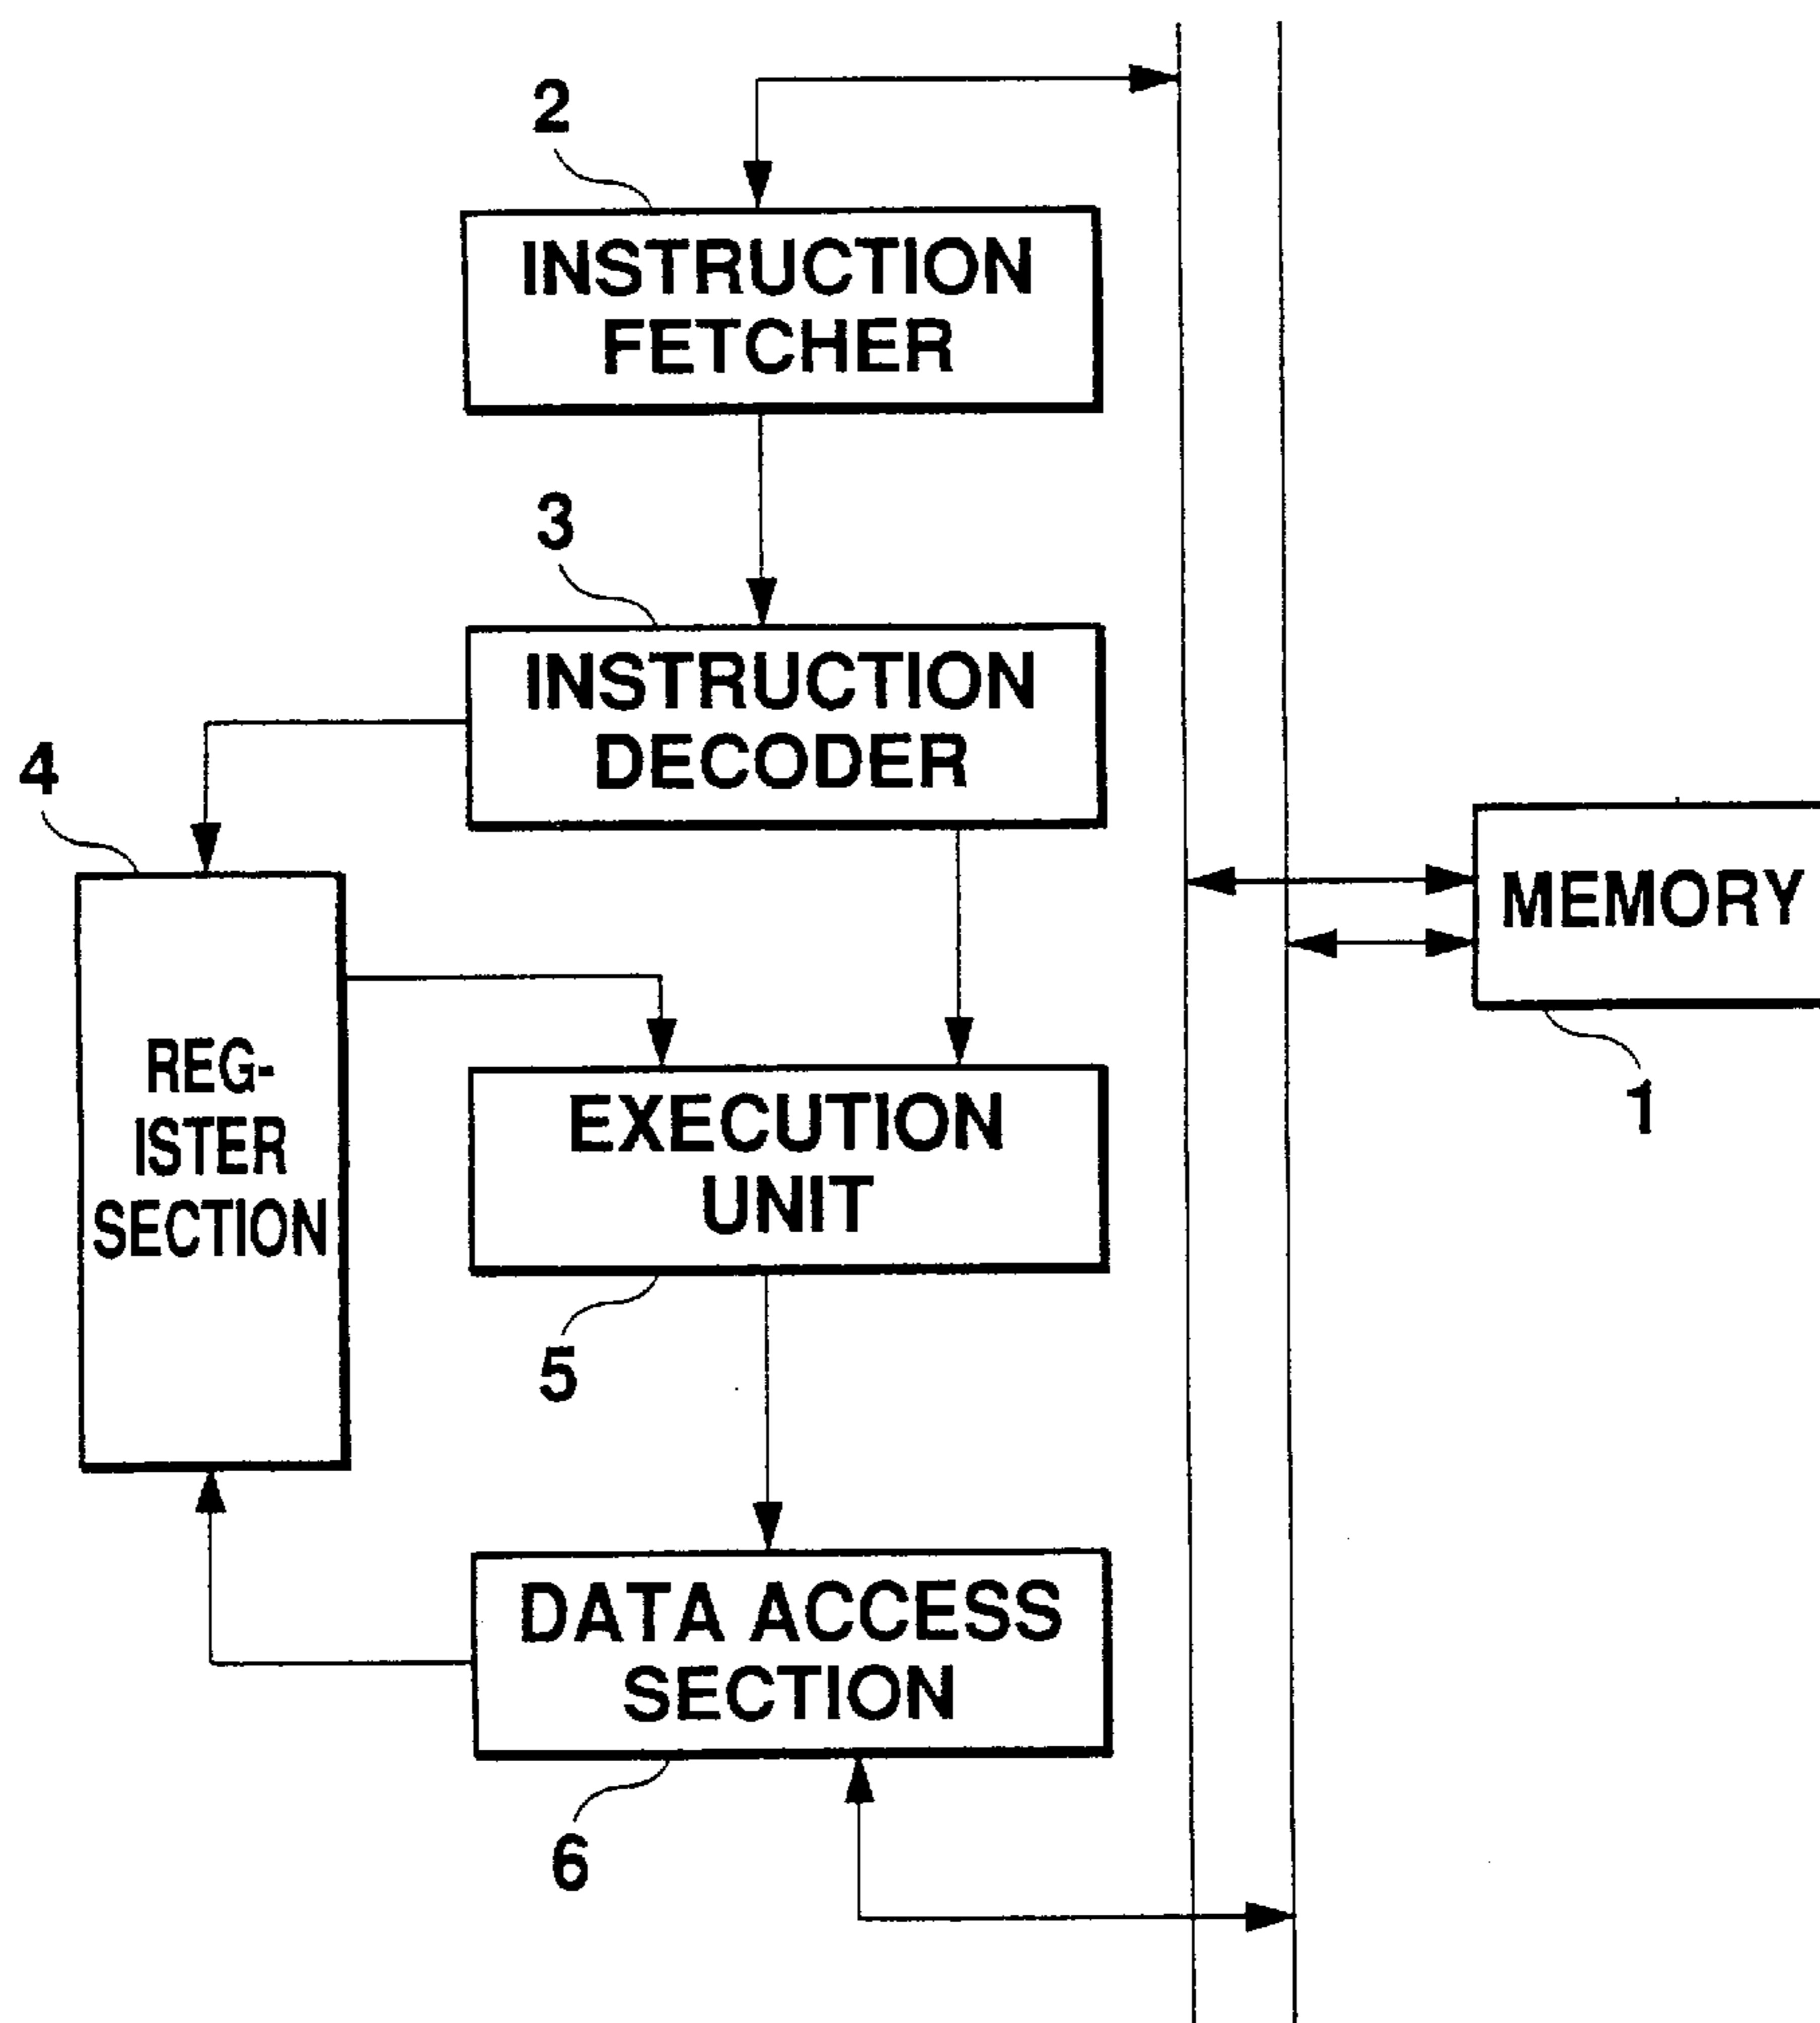 2
INSTRUCTION
FETCHER
3
INSTRUCTION
DECODER
4
REG-
ISTER
SECTION
MEMORY
1
EXECUTION
UNIT
5
DATA ACCESS
SECTION
6